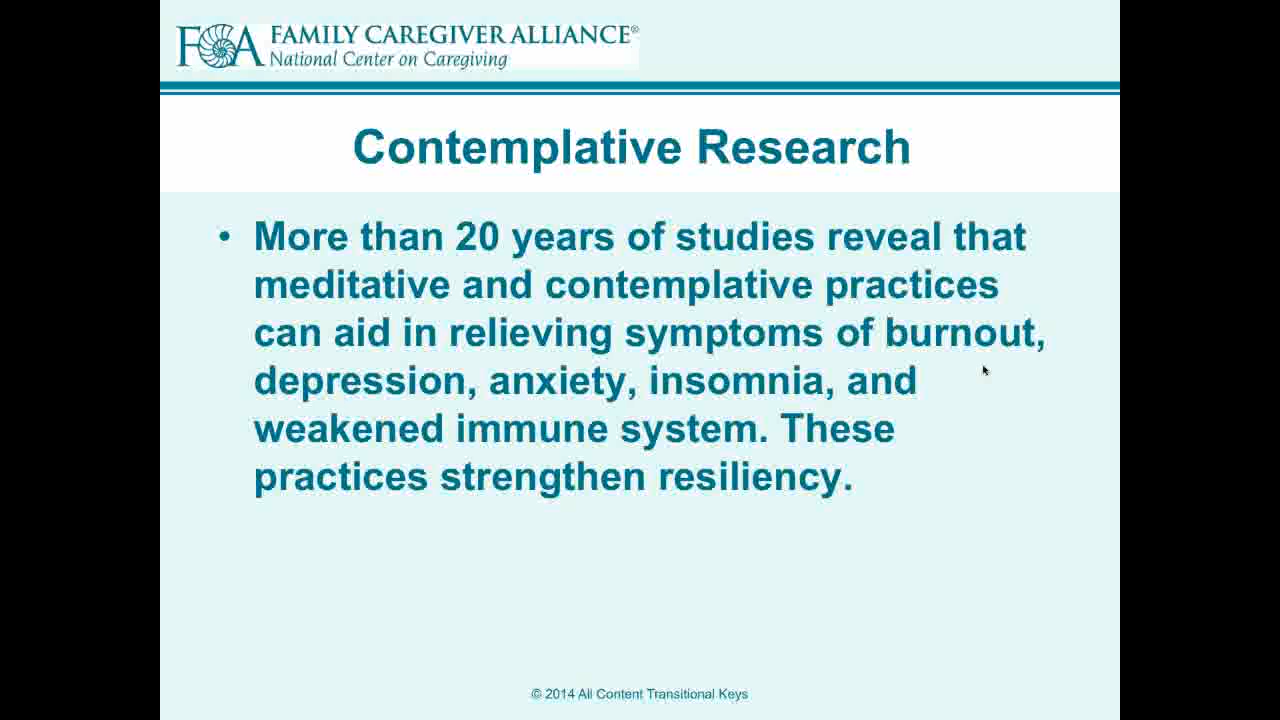 FCA FAMILY CAREGIVER ALLIANCE®
National Center on Caregiving
Contemplative Research
• More than 20 years of studies reveal that
meditative and contemplative practices
can aid in relieving symptoms of burnout,
depression, anxiety, insomnia, and
weakened immune system. These
practices strengthen resiliency.
© 2014 All Content Transitional Keys